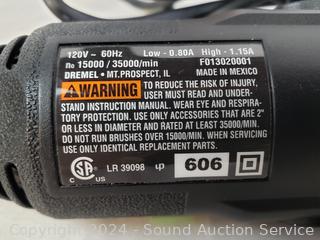 120V ~ 60Hz Low - 0.80A High - 1.15A
no 15000 / 35000/min F013020001
DREMEL • MT.PROSPECT, IL MADE IN MEXICO
WARNING TO REDUCE THE RISK OF INJURY,
USER MUST READ AND UNDER-
STAND INSTRUCTION MANUAL. WEAR EYE AND RESPIRA-
TORY PROTECTION. USE ONLY ACCESSORIES THAT ARE 2"
OR LESS IN DIAMETER AND RATED AT LEAST 35000/MIN.
DO NOT RUN BRUSHES OVER 15000/MIN. WHEN SERVICING
USE ONLY IDENTICAL REPLACEMENT PARTS.
SA
C US LR 39098 606
Copyright 2024 - Sound Auction Service